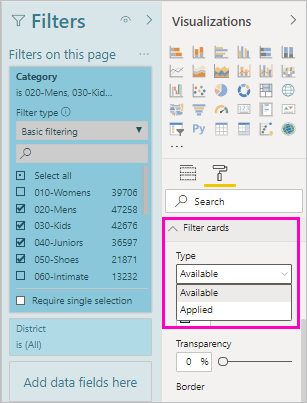 Filters
Filters on this page
...
Category
is 020-Mens, 030-Kid...
Filter type
Basic filtering
Select all
010-Womens 39706
020-Mens 47258
030-Kids 42676
040-Juniors 36597
050-Shoes 21871
060-Intimate 13232
Require single selection
District
is (All)
Add data fields here
Visualizations
R
Py
...
Search
Filter cards
Type
Available
Available
Applied
Transparency
0 %
Border